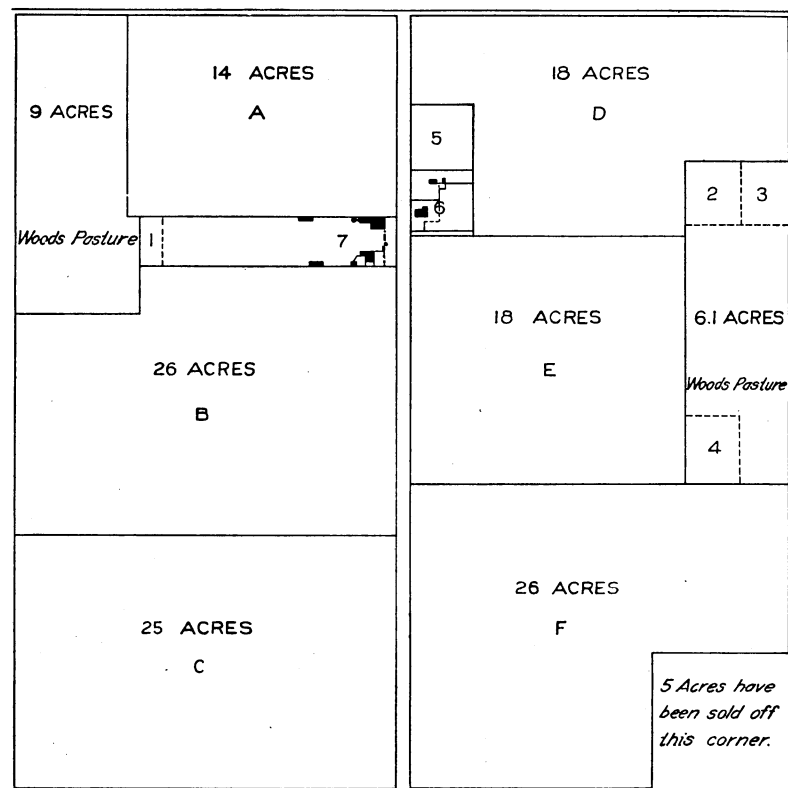 14 ACRES
A
9 ACRES
Woods Pasture
1
7
26 ACRES
B
25 ACRES
C
18 ACRES
D
5
6
2
3
18 ACRES
E
6.1 ACRES
Woods Pasture
4
26 ACRES
F
5 Acres have
been sold off
this corner.